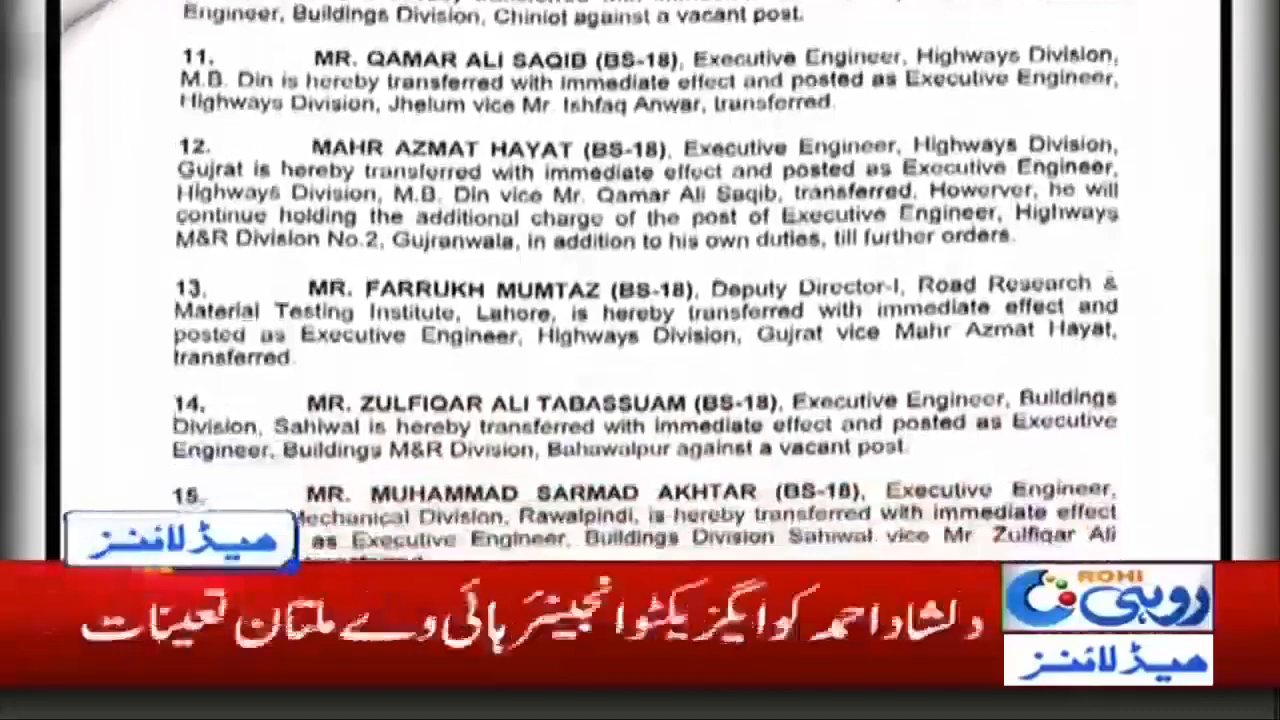 Engineer, Buildings Division, Chiniot against a vacant post.
11. MR. QAMAR ALI SAQIB (BS-18), Executive Engineer, Highways Division,
M.B. Din is hereby transferred with immediate effect and posted as Executive Engineer,
Highways Division, Jhelum vice Mr. Ishfaq Anwar, transferred.
12. MAHR AZMAT HAYAT (BS-18), Executive Engineer, Highways Division,
Gujrat is hereby transferred with immediate effect and posted as Executive Engineer,
Highways Division, M.B. Din vice Mr. Qamar Ali Saqib, transferred. However, he will
continue holding the additional charge of the post of Executive Engineer, Highways
M&R Division No.2, Gujranwala, in addition to his own duties, till further orders.
13. MR. FARRUKH MUMTAZ (BS-18), Deputy Director-I, Road Research &
Material Testing Institute, Lahore, is hereby transferred with immediate effect and
posted as Executive Engineer, Highways Division, Gujrat vice Mahr Azmat Hayat,
transferred.
14. MR. ZULFIQAR ALI TABASSUAM (BS-18), Executive Engineer, Buildings
Division, Sahiwal is hereby transferred with immediate effect and posted as Executive
Engineer, Buildings M&R Division, Bahawalpur against a vacant post.
15. MR. MUHAMMAD SARMAD AKHTAR (BS-18), Executive Engineer,
Mechanical Division, Rawalpindi, is hereby transferred with immediate effect
as Executive Engineer, Buildings Division Sahiwal vice Mr Zulfiqar Ali
ہیڈ لائنز
دلشاد احمد کو ایگزیکٹو انجینئر ہائی وے ملتان تعینات
ROHI
روہی
ہیڈ لائنز